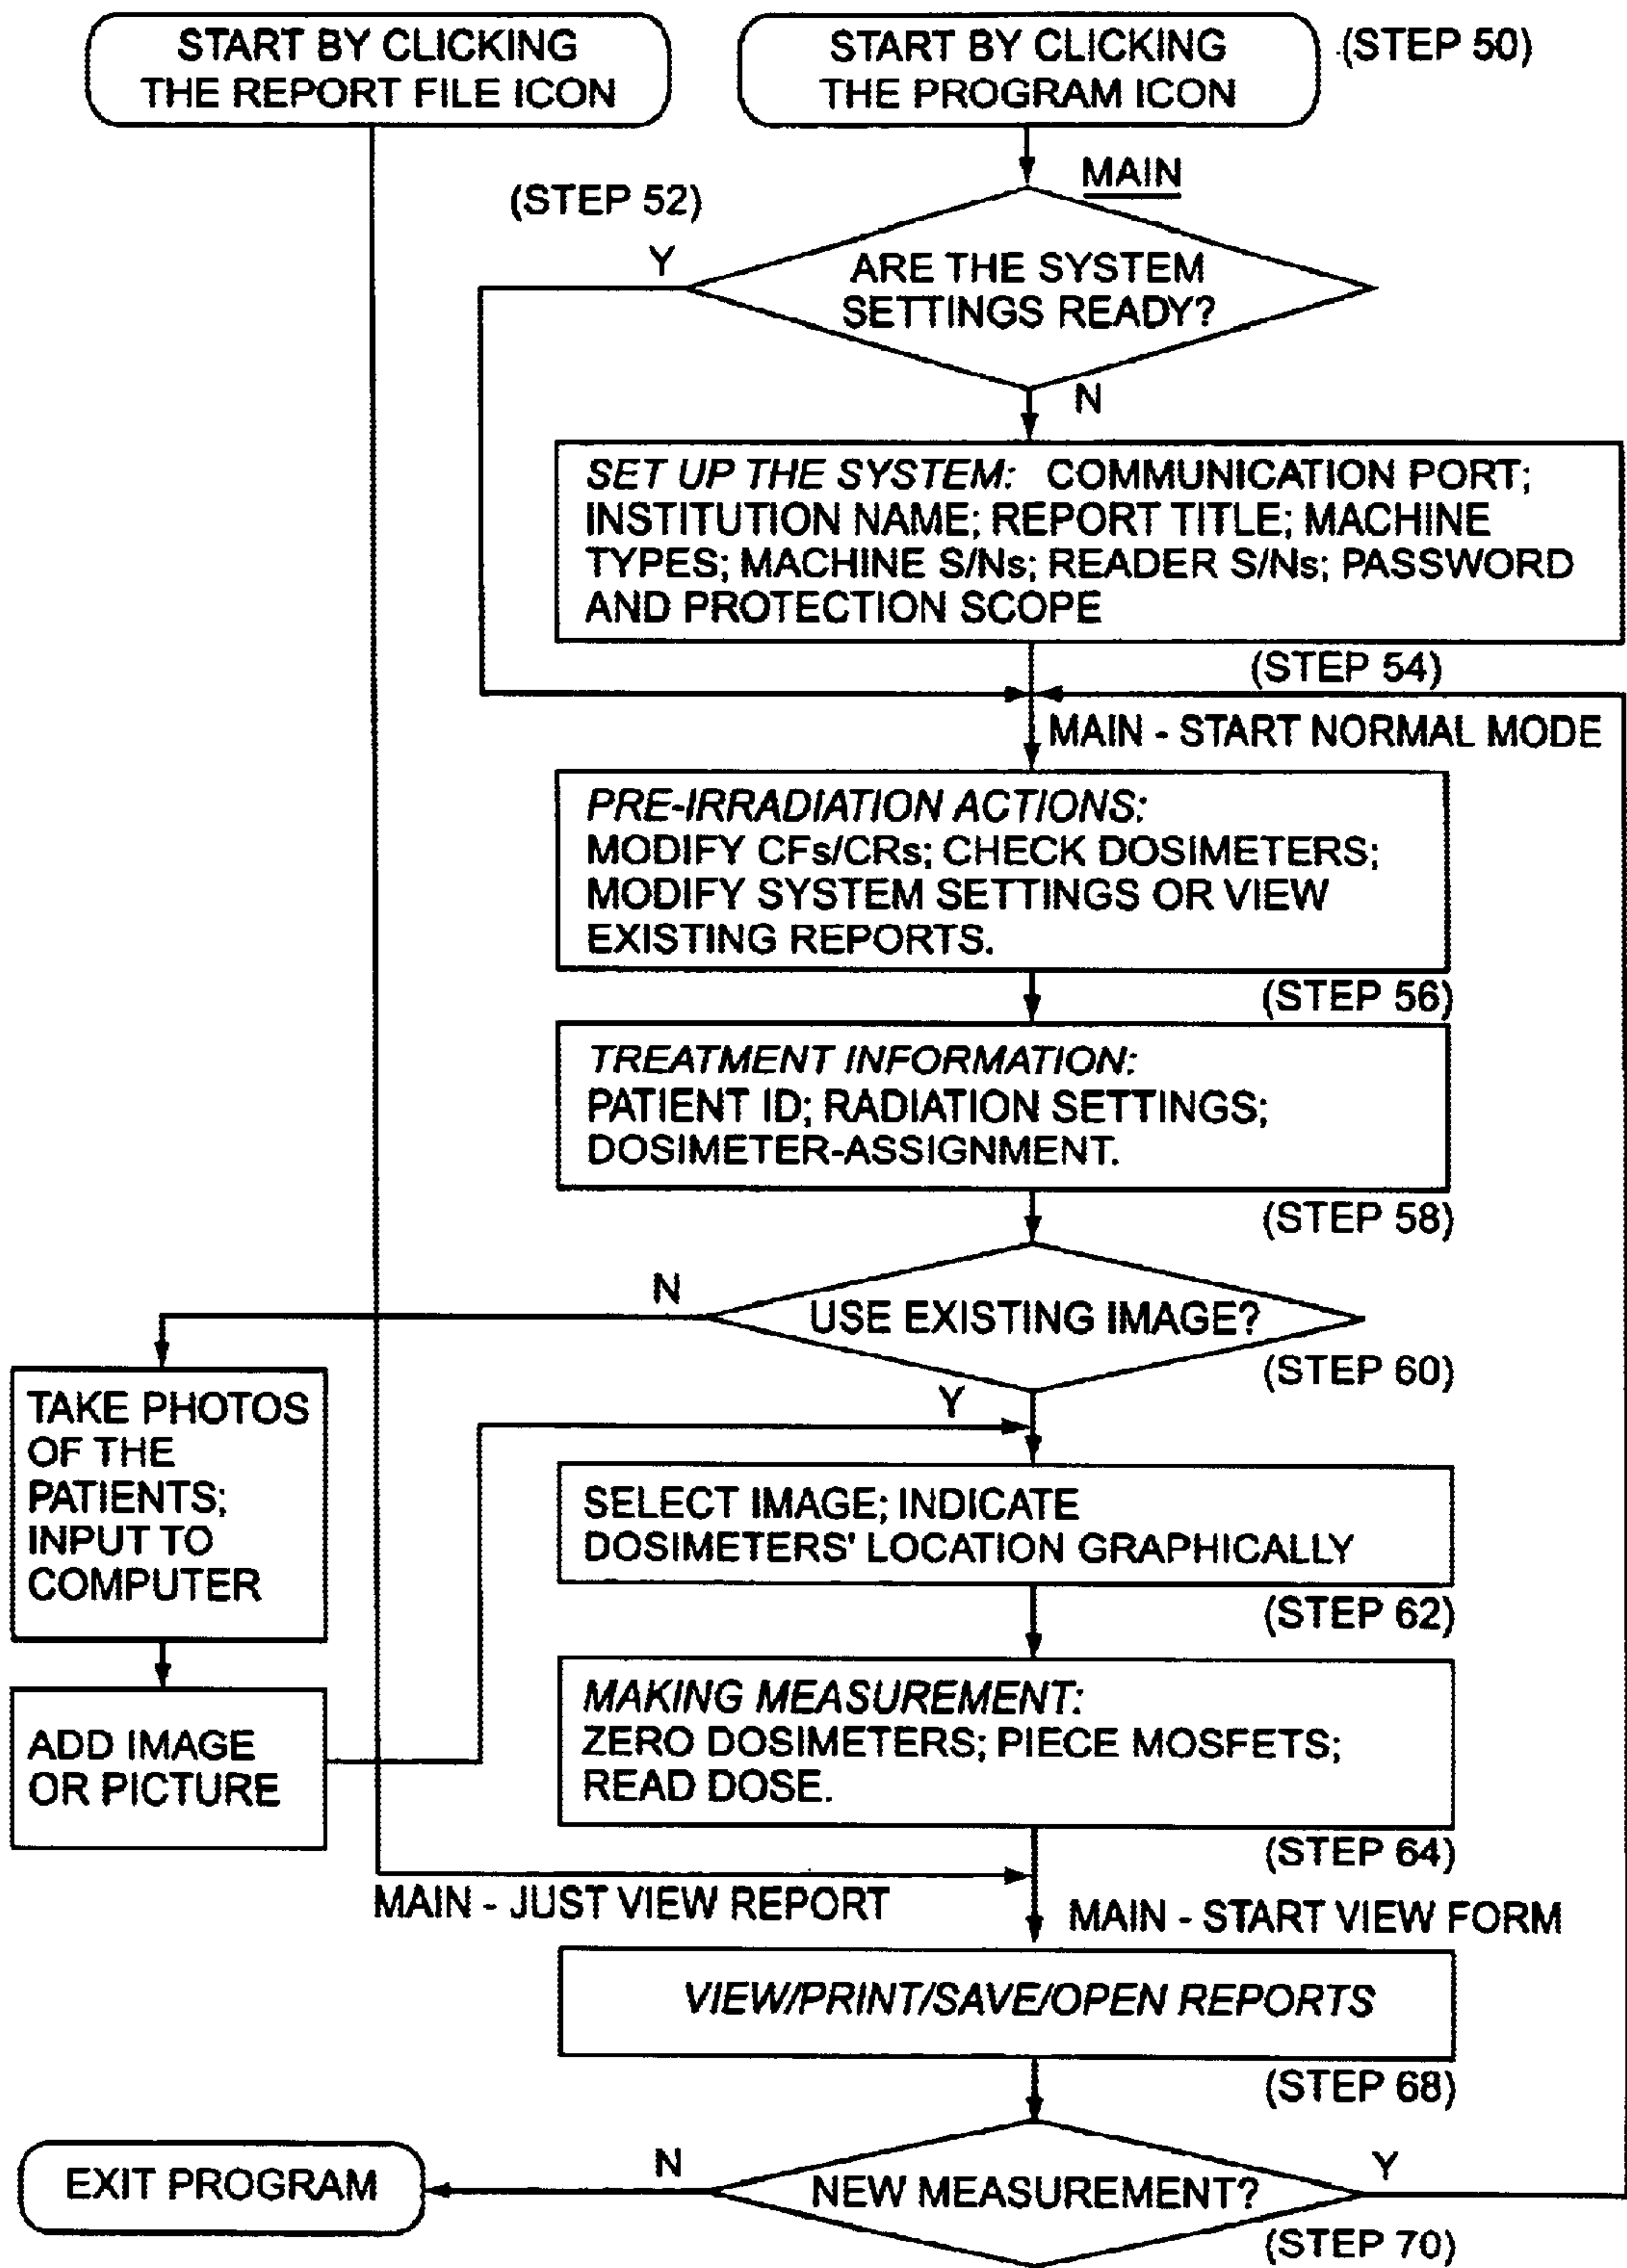 START BY CLICKING
THE REPORT FILE ICON
START BY CLICKING
THE PROGRAM ICON
(STEP 50)
MAIN
(STEP 52)
Y
ARE THE SYSTEM
SETTINGS READY?
N
SET UP THE SYSTEM: COMMUNICATION PORT;
INSTITUTION NAME; REPORT TITLE; MACHINE
TYPES; MACHINE S/Ns; READER S/Ns; PASSWORD
AND PROTECTION SCOPE
(STEP 54)
MAIN - START NORMAL MODE
PRE-IRRADIATION ACTIONS:
MODIFY CFs/CRs; CHECK DOSIMETERS;
MODIFY SYSTEM SETTINGS OR VIEW
EXISTING REPORTS.
(STEP 56)
TREATMENT INFORMATION:
PATIENT ID; RADIATION SETTINGS;
DOSIMETER-ASSIGNMENT.
(STEP 58)
N
USE EXISTING IMAGE?
(STEP 60)
Y
TAKE PHOTOS
OF THE
PATIENTS;
INPUT TO
COMPUTER
SELECT IMAGE; INDICATE
DOSIMETERS' LOCATION GRAPHICALLY
(STEP 62)
ADD IMAGE
OR PICTURE
MAKING MEASUREMENT:
ZERO DOSIMETERS; PIECE MOSFETS;
READ DOSE.
(STEP 64)
MAIN - JUST VIEW REPORT
MAIN - START VIEW FORM
VIEW/PRINT/SAVE/OPEN REPORTS
(STEP 68)
EXIT PROGRAM
N
NEW MEASUREMENT?
Y
(STEP 70)